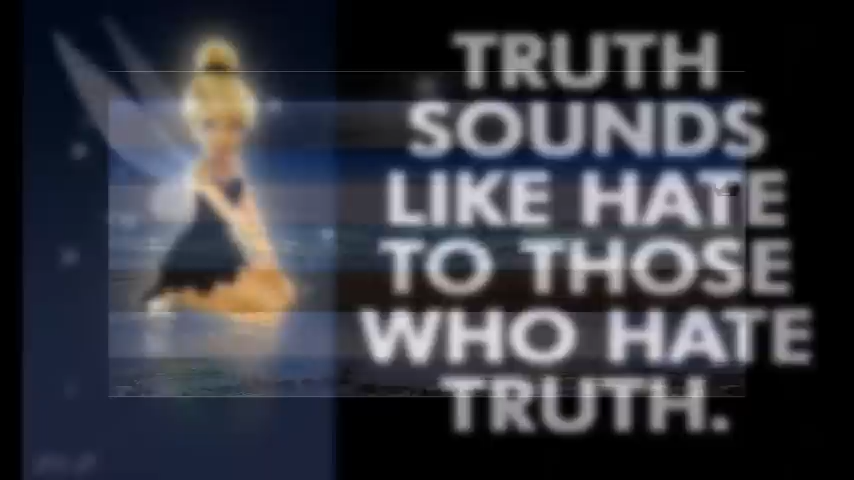 TRUTH
SOUNDS
LIKE HATE
TO THOSE
WHO HATE
TRUTH.